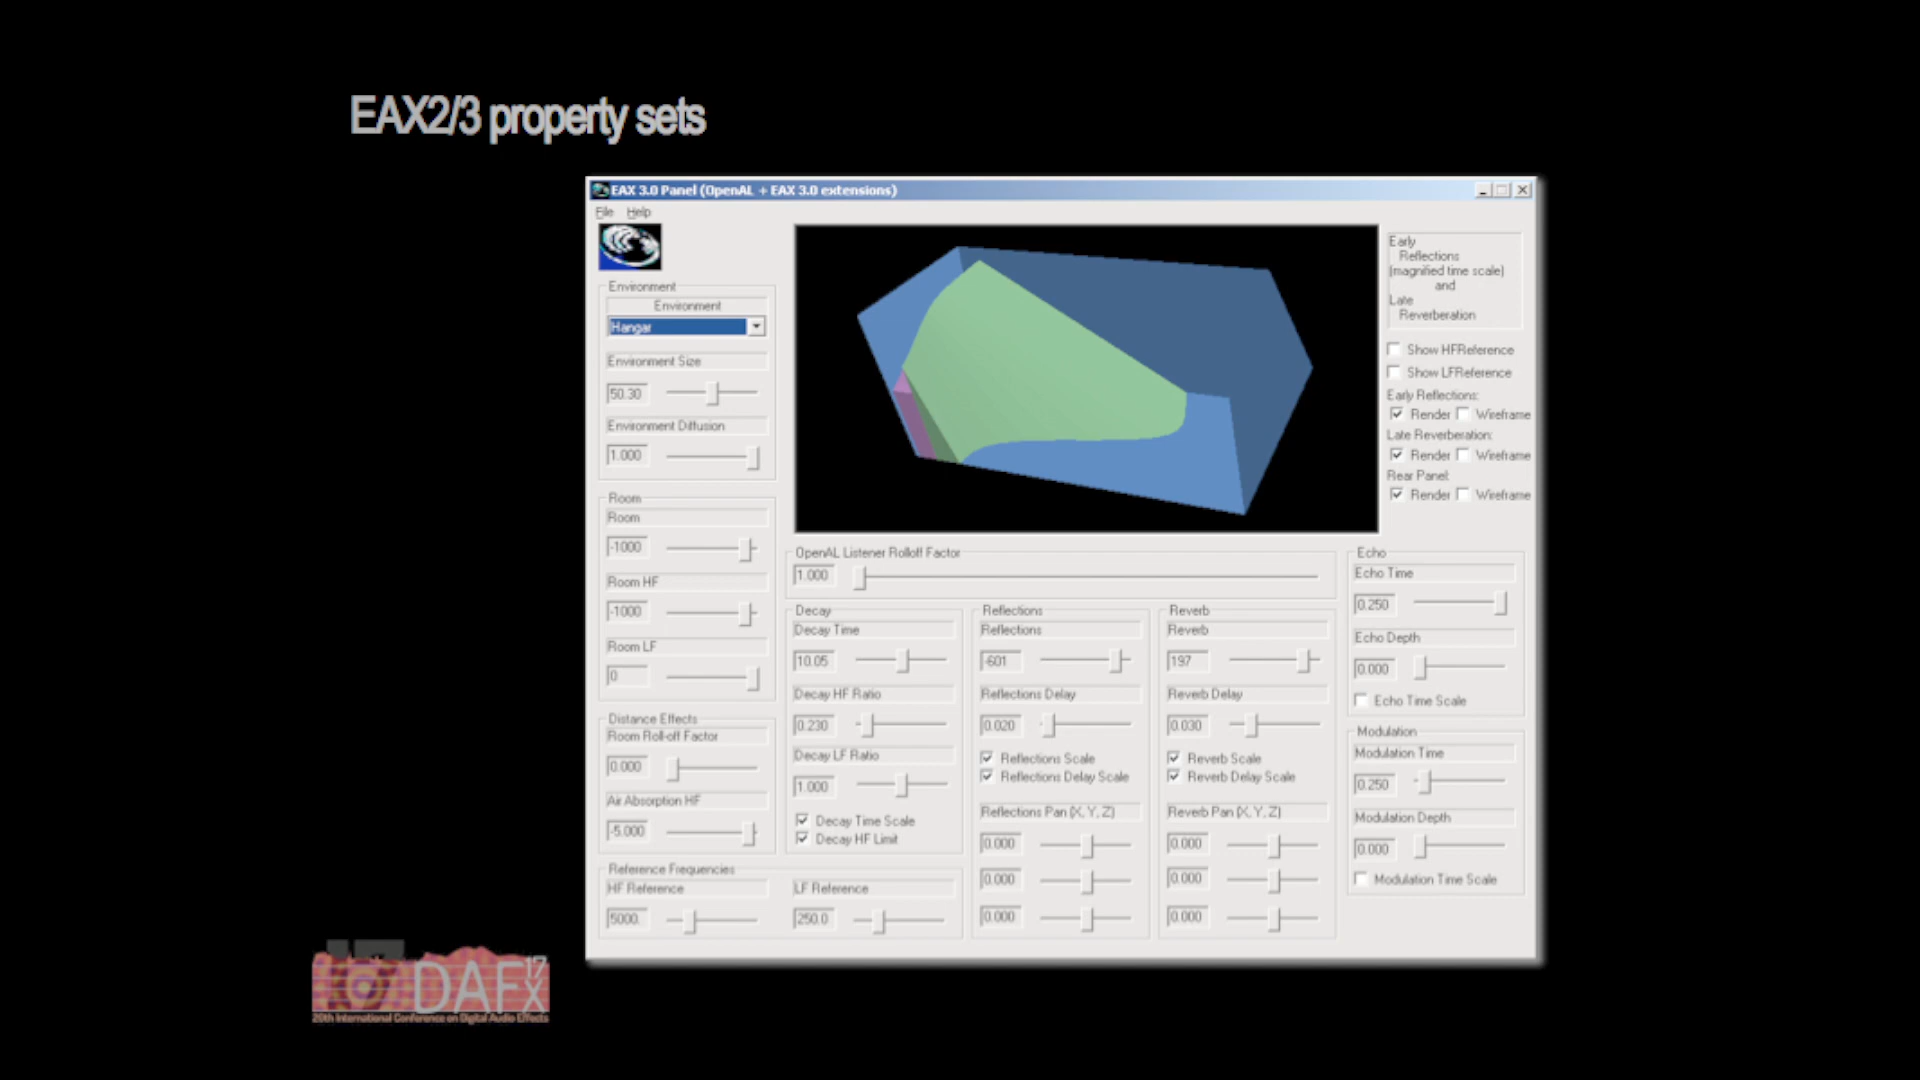 EAX2/3 property sets
EAX 3.0 Panel (OpenAL + EAX 3.0 extensions)
File Help
Environment
Environment
Hangar
Environment Size
50.30
Environment Diffusion
1.000
Room
Room
-1000
Room HF
-1000
Room LF
0
Distance Effects
Room Roll-off Factor
0.000
Air Absorption HF
-5.000
Reference Frequencies
HF Reference
5000.
LF Reference
250.0
OpenAL Listener Rolloff Factor
1.000
Decay
Decay Time
10.05
Decay HF Ratio
0.230
Decay LF Ratio
1.000
Decay Time Scale
Decay HF Limit
Reflections
Reflections
-601
Reflections Delay
0.020
Reflections Scale
Reflections Delay Scale
Reflections Pan (X, Y, Z)
0.000
0.000
0.000
Reverb
Reverb
197
Reverb Delay
0.030
Reverb Scale
Reverb Delay Scale
Reverb Pan (X, Y, Z)
0.000
0.000
0.000
Early
Reflections
(magnified time scale)
and
Late
Reverberation
Show HFReference
Show LFReference
Early Reflections:
Render Wireframe
Late Reverberation:
Render Wireframe
Rear Panel:
Render Wireframe
Echo
Echo Time
0.250
Echo Depth
0.000
Echo Time Scale
Modulation
Modulation Time
0.250
Modulation Depth
0.000
Modulation Time Scale
DAFX 17
20th International Conference on Digital Audio Effects